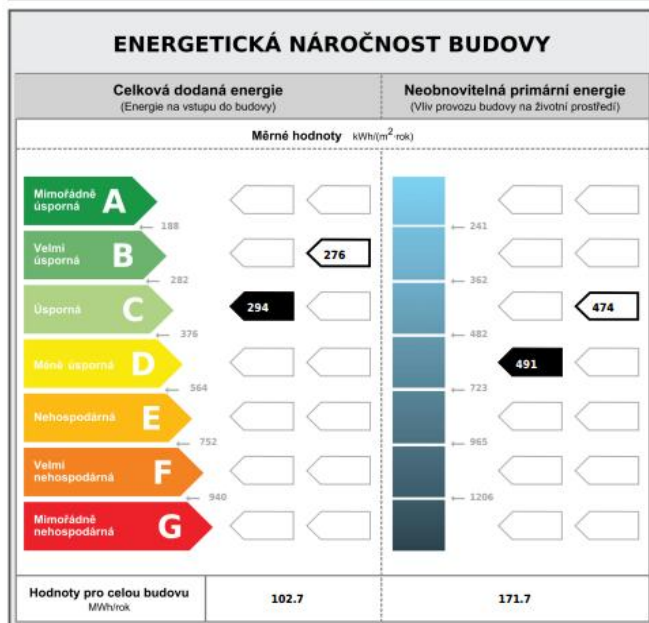 ENERGETICKÁ NÁROČNOST BUDOVY
Celková dodaná energie
(Energie na vstupu do budovy)
Neobnovitelná primární energie
(Vliv provozu budovy na životní prostředí)
Měrné hodnoty kWh/(m²·rok)
Mimořádně
úsporná
A
188
241
Velmi
úsporná
B
276
282
362
Úsporná
C
294
474
376
482
Méně úsporná
D
491
564
723
Nehospodárná
E
752
965
Velmi
nehospodárná
F
940
1206
Mimořádně
nehospodárná
G
Hodnoty pro celou budovu
MWh/rok
102.7
171.7